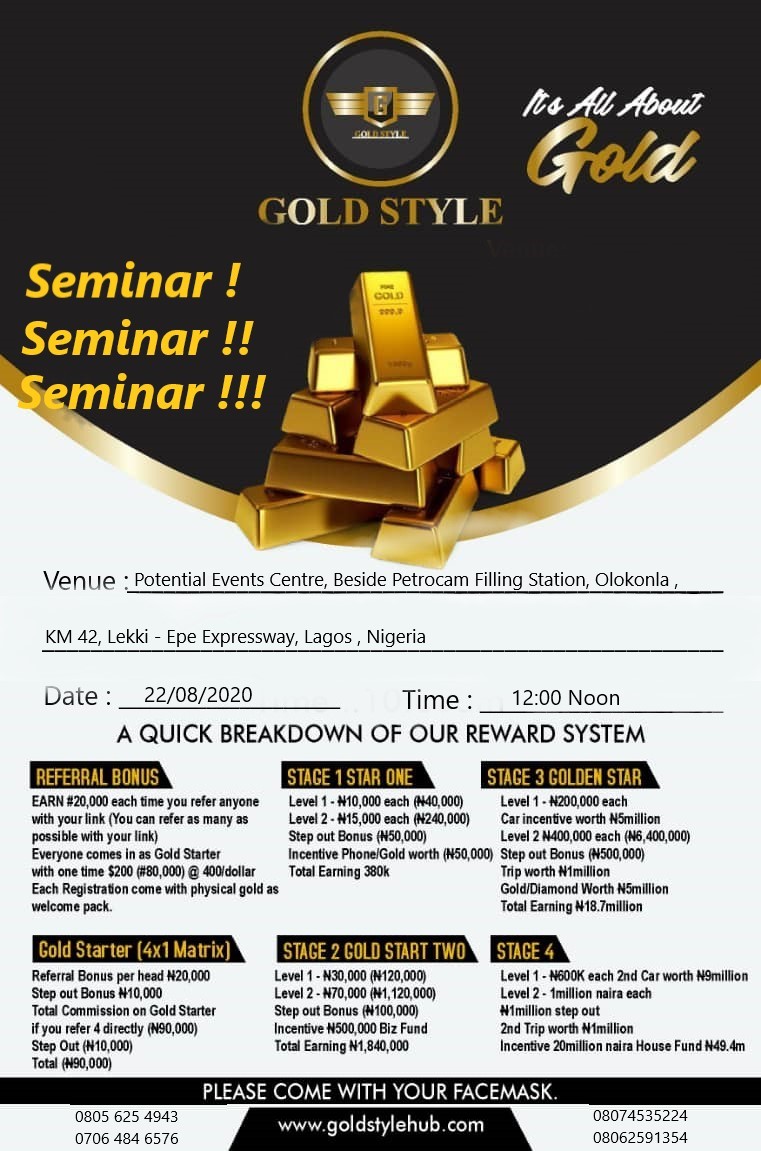 G
GOLD STYLE
It's All About
Gold
GOLD STYLE
Seminar !
Seminar !!
Seminar !!!
FINE
GOLD
999.9
Venue : Potential Events Centre, Beside Petrocam Filling Station, Olokonla ,
KM 42, Lekki - Epe Expressway, Lagos , Nigeria
Date : 22/08/2020 Time : 12:00 Noon
A QUICK BREAKDOWN OF OUR REWARD SYSTEM
REFERRAL BONUS
EARN #20,000 each time you refer anyone
with your link (You can refer as many as
possible with your link)
Everyone comes in as Gold Starter
with one time $200 (#80,000) @ 400/dollar
Each Registration come with physical gold as
welcome pack.
STAGE 1 STAR ONE
Level 1 - ₦10,000 each (₦40,000)
Level 2 - ₦15,000 each (₦240,000)
Step out Bonus (₦50,000)
Incentive Phone/Gold worth (₦50,000)
Total Earning 380k
STAGE 3 GOLDEN STAR
Level 1 - ₦200,000 each
Car incentive worth ₦5million
Level 2 ₦400,000 each (₦6,400,000)
Step out Bonus (₦500,000)
Trip worth ₦1million
Gold/Diamond Worth ₦5million
Total Earning ₦18.7million
Gold Starter (4x1 Matrix)
Referral Bonus per head ₦20,000
Step out Bonus ₦10,000
Total Commission on Gold Starter
if you refer 4 directly (₦90,000)
Step Out (₦10,000)
Total (₦90,000)
STAGE 2 GOLD START TWO
Level 1 - ₦30,000 (₦120,000)
Level 2 - ₦70,000 (₦1,120,000)
Step out Bonus (₦100,000)
Incentive ₦500,000 Biz Fund
Total Earning ₦1,840,000
STAGE 4
Level 1 - ₦600K each 2nd Car worth ₦9million
Level 2 - 1million naira each
₦1million step out
2nd Trip worth ₦1million
Incentive 20million naira House Fund ₦49.4m
PLEASE COME WITH YOUR FACEMASK.
0805 625 4943
0706 484 6576
www.goldstylehub.com
08074535224
08062591354